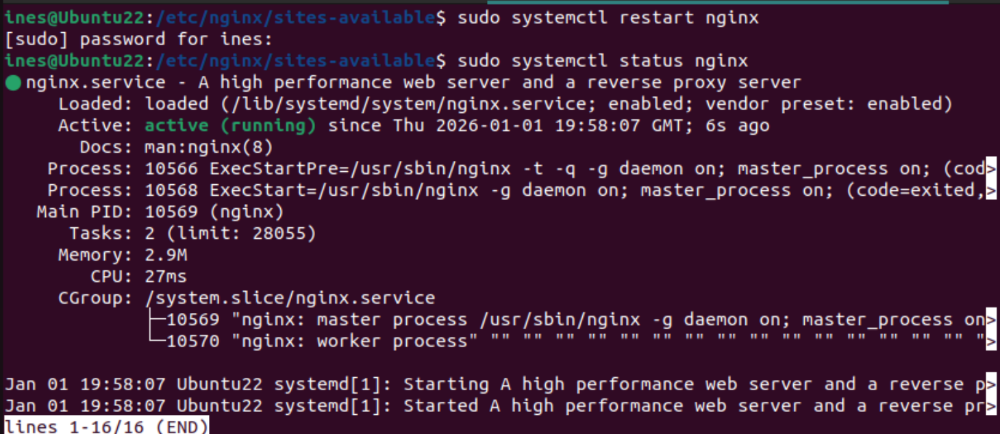 ines@Ubuntu22:/etc/nginx/sites-available$ sudo systemctl restart nginx
[sudo] password for ines:
ines@Ubuntu22:/etc/nginx/sites-available$ sudo systemctl status nginx
● nginx.service - A high performance web server and a reverse proxy server
     Loaded: loaded (/lib/systemd/system/nginx.service; enabled; vendor preset: enabled)
     Active: active (running) since Thu 2026-01-01 19:58:07 GMT; 6s ago
       Docs: man:nginx(8)
    Process: 10566 ExecStartPre=/usr/sbin/nginx -t -q -g daemon on; master_process on; (cod>
    Process: 10568 ExecStart=/usr/sbin/nginx -g daemon on; master_process on; (code=exited,>
   Main PID: 10569 (nginx)
      Tasks: 2 (limit: 28055)
     Memory: 2.9M
        CPU: 27ms
     CGroup: /system.slice/nginx.service
             ├─10569 "nginx: master process /usr/sbin/nginx -g daemon on; master_process on>
             └─10570 "nginx: worker process" "" "" "" "" "" "" "" "" "" "" "" "" "" "" "" ">

Jan 01 19:58:07 Ubuntu22 systemd[1]: Starting A high performance web server and a reverse p>
Jan 01 19:58:07 Ubuntu22 systemd[1]: Started A high performance web server and a reverse pr>
lines 1-16/16 (END)